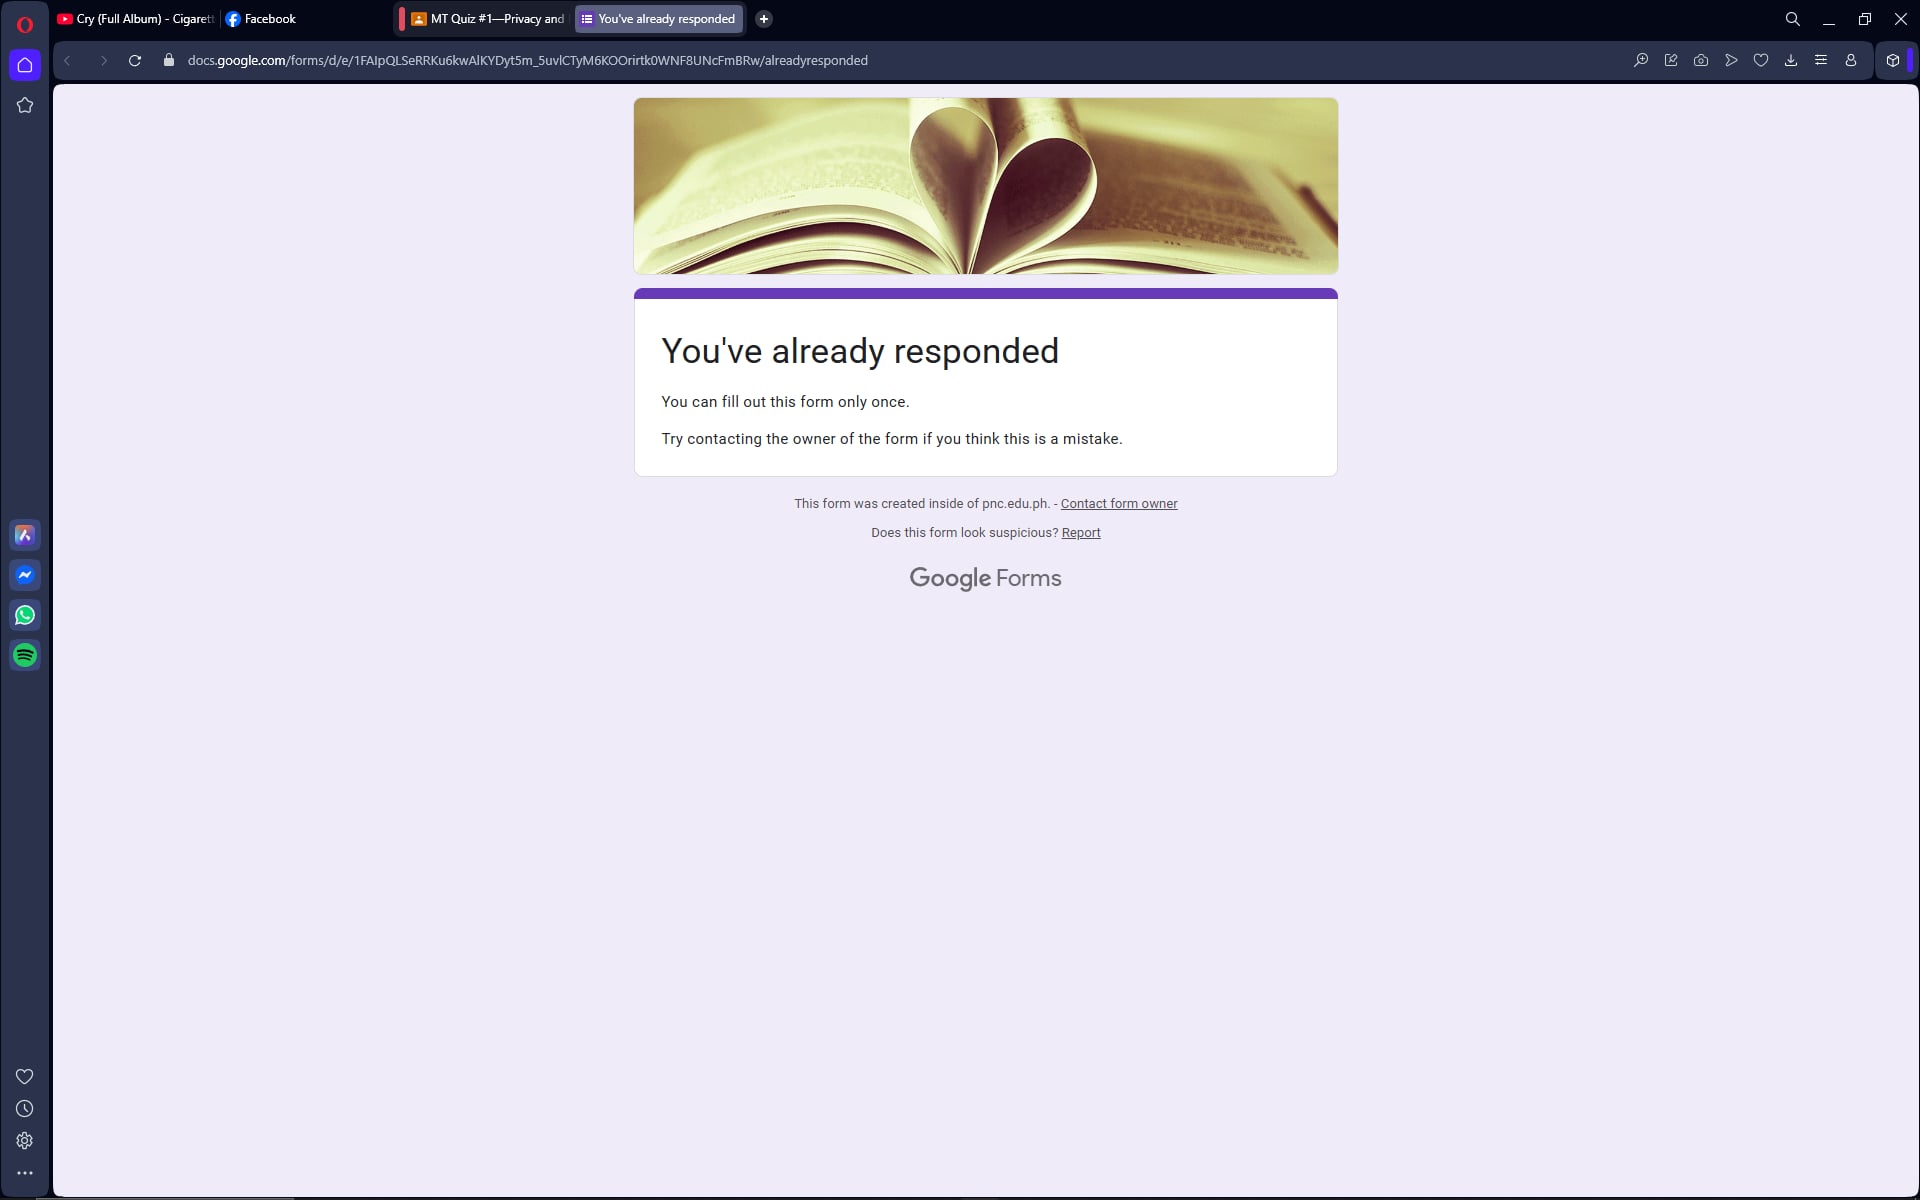 Cry (Full Album) - Cigaret
Facebook
MT Quiz #1—Privacy and
You've already responded
docs.google.com/forms/d/e/1FAIpQLSeRRKu6kwAlKYDyt5m_5uvlCTyM6KOOrirtk0WNF8UNcFmBRw/alreadyresponded
You've already responded
You can fill out this form only once.
Try contacting the owner of the form if you think this is a mistake.
This form was created inside of pnc.edu.ph. - Contact form owner
Does this form look suspicious? Report
Google Forms